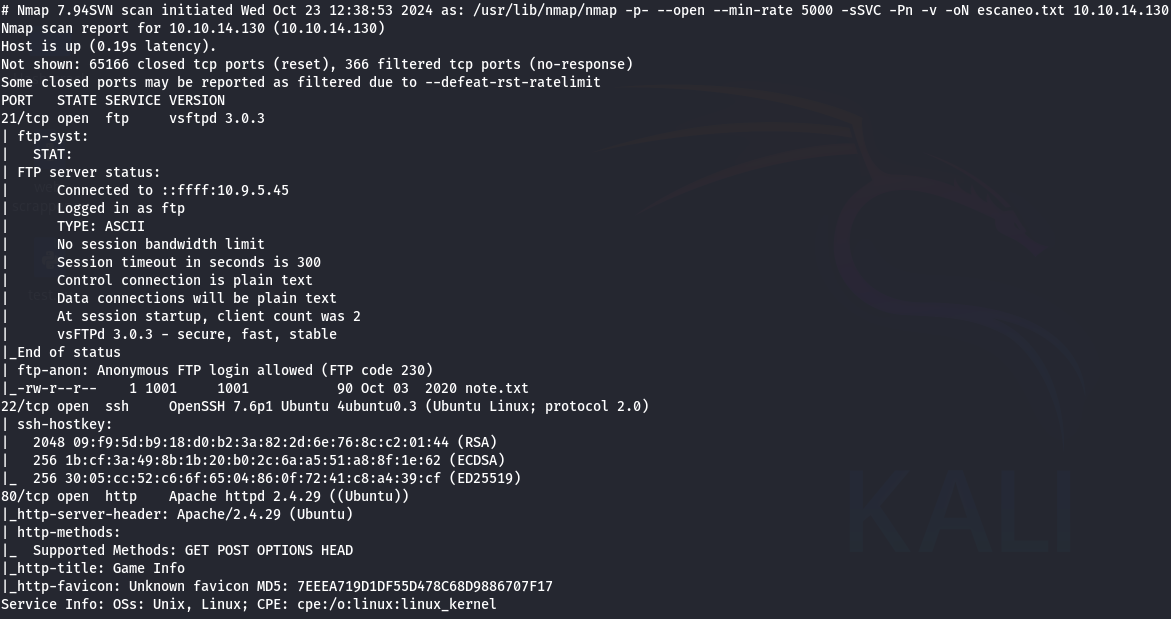 # Nmap 7.94SVN scan initiated Wed Oct 23 12:38:53 2024 as: /usr/lib/nmap/nmap -p- --open --min-rate 5000 -sSVC -Pn -v -oN escaneo.txt 10.10.14.130
Nmap scan report for 10.10.14.130 (10.10.14.130)
Host is up (0.19s latency).
Not shown: 65166 closed tcp ports (reset), 366 filtered tcp ports (no-response)
Some closed ports may be reported as filtered due to --defeat-rst-ratelimit
PORT   STATE SERVICE VERSION
21/tcp open  ftp     vsftpd 3.0.3
| ftp-syst:
|   STAT:
| FTP server status:
|      Connected to ::ffff:10.9.5.45
|      Logged in as ftp
|      TYPE: ASCII
|      No session bandwidth limit
|      Session timeout in seconds is 300
|      Control connection is plain text
|      Data connections will be plain text
|      At session startup, client count was 2
|      vsFTPd 3.0.3 - secure, fast, stable
|_End of status
| ftp-anon: Anonymous FTP login allowed (FTP code 230)
|_-rw-r--r--    1 1001     1001           90 Oct 03  2020 note.txt
22/tcp open  ssh     OpenSSH 7.6p1 Ubuntu 4ubuntu0.3 (Ubuntu Linux; protocol 2.0)
| ssh-hostkey:
|   2048 09:f9:5d:b9:18:d0:b2:3a:82:2d:6e:76:8c:c2:01:44 (RSA)
|   256 1b:cf:3a:49:8b:1b:20:b0:2c:6a:a5:51:a8:8f:1e:62 (ECDSA)
|_  256 30:05:cc:52:c6:6f:65:04:86:0f:72:41:c8:a4:39:cf (ED25519)
80/tcp open  http    Apache httpd 2.4.29 ((Ubuntu))
|_http-server-header: Apache/2.4.29 (Ubuntu)
| http-methods:
|_  Supported Methods: GET POST OPTIONS HEAD
|_http-title: Game Info
|_http-favicon: Unknown favicon MD5: 7EEEA719D1DF55D478C68D9886707F17
Service Info: OSs: Unix, Linux; CPE: cpe:/o:linux:linux_kernel
KALI